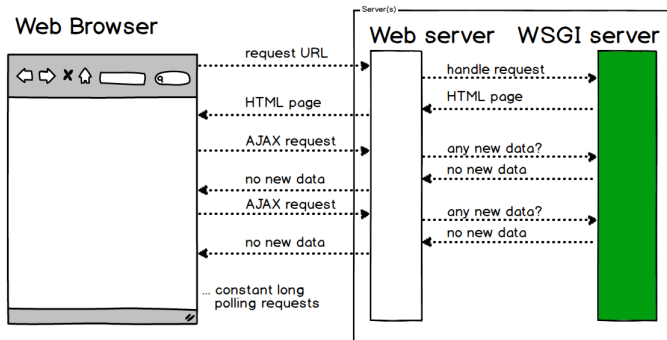 Server(s)
Web Browser
Web server
WSGI server
request URL
handle request
HTML page
HTML page
AJAX request
any new data?
no new data
no new data
AJAX request
any new data?
no new data
no new data
... constant long
polling requests